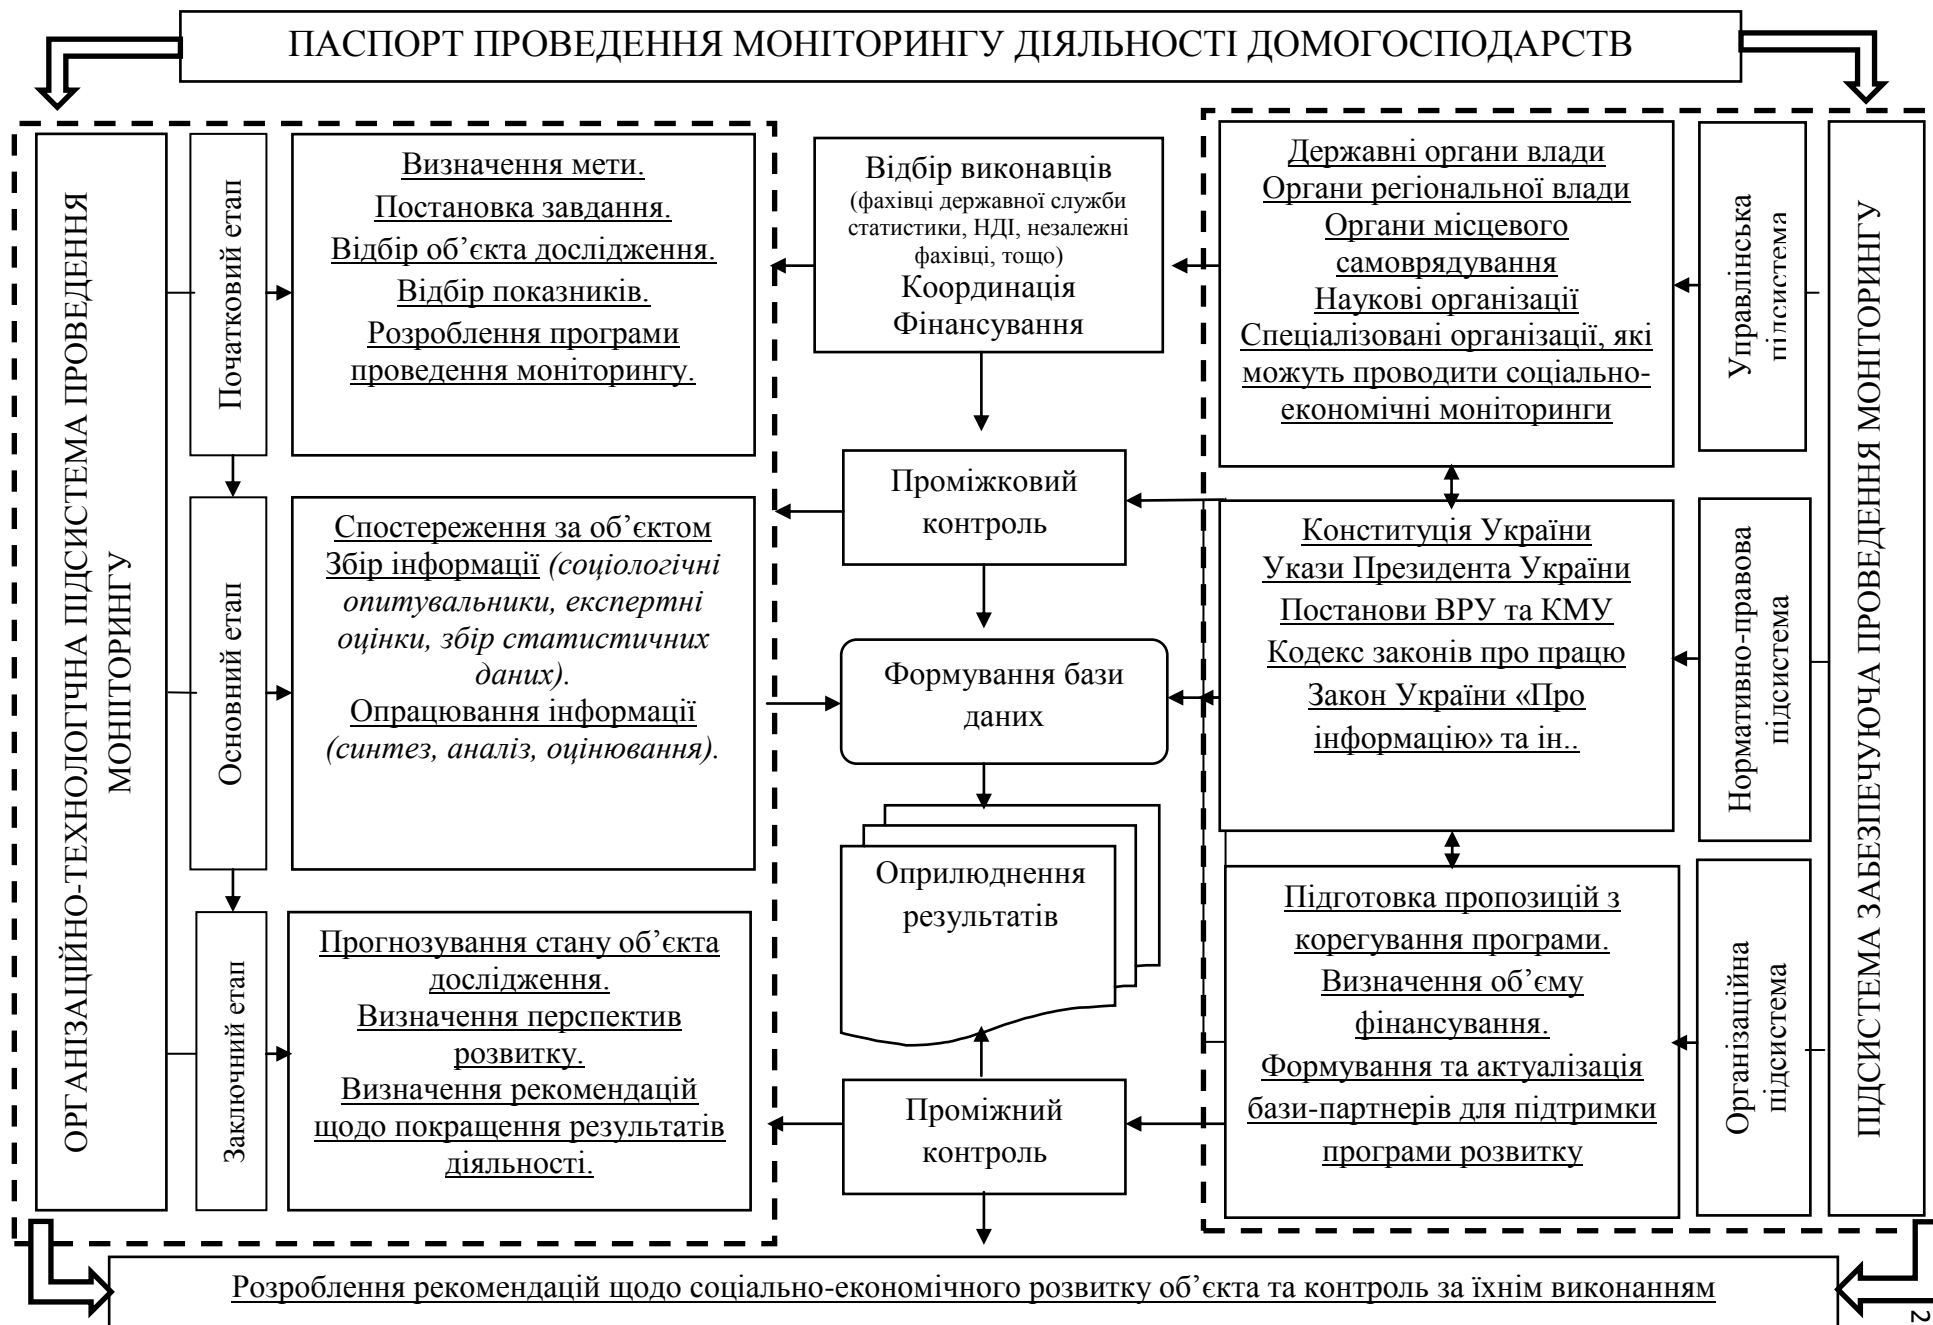 ПАСПОРТ ПРОВЕДЕННЯ МОНІТОРИНГУ ДІЯЛЬНОСТІ ДОМОГОСПОДАРСТВ
ОРГАНІЗАЦІЙНО-ТЕХНОЛОГІЧНА ПІДСИСТЕМА ПРОВЕДЕННЯ
МОНІТОРИНГУ
Початковий етап
Визначення мети.
Постановка завдання.
Відбір об’єкта дослідження.
Відбір показників.
Розроблення програми
проведення моніторингу.
Основний етап
Спостереження за об’єктом
Збір інформації (соціологічні
опитувальники, експертні
оцінки, збір статистичних
даних).
Опрацювання інформації
(синтез, аналіз, оцінювання).
Заключний етап
Прогнозування стану об’єкта
дослідження.
Визначення перспектив
розвитку.
Визначення рекомендацій
щодо покращення результатів
діяльності.
Відбір виконавців
(фахівці державної служби
статистики, НДІ, незалежні
фахівці, тощо)
Координація
Фінансування
Проміжковий
контроль
Формування бази
даних
Оприлюднення
результатів
Проміжний
контроль
Державні органи влади
Органи регіональної влади
Органи місцевого
самоврядування
Наукові організації
Спеціалізовані організації, які
можуть проводити соціально-
економічні моніторинги
Конституція України
Укази Президента України
Постанови ВРУ та КМУ
Кодекс законів про працю
Закон України «Про
інформацію» та ін..
Підготовка пропозицій з
корегування програми.
Визначення об’єму
фінансування.
Формування та актуалізація
бази-партнерів для підтримки
програми розвитку
Управлінська
підсистема
Нормативно-правова
підсистема
Організаційна
підсистема
ПІДСИСТЕМА ЗАБЕЗПЕЧУЮЧА ПРОВЕДЕННЯ МОНІТОРИНГУ
Розроблення рекомендацій щодо соціально-економічного розвитку об’єкта та контроль за їхнім виконанням
2